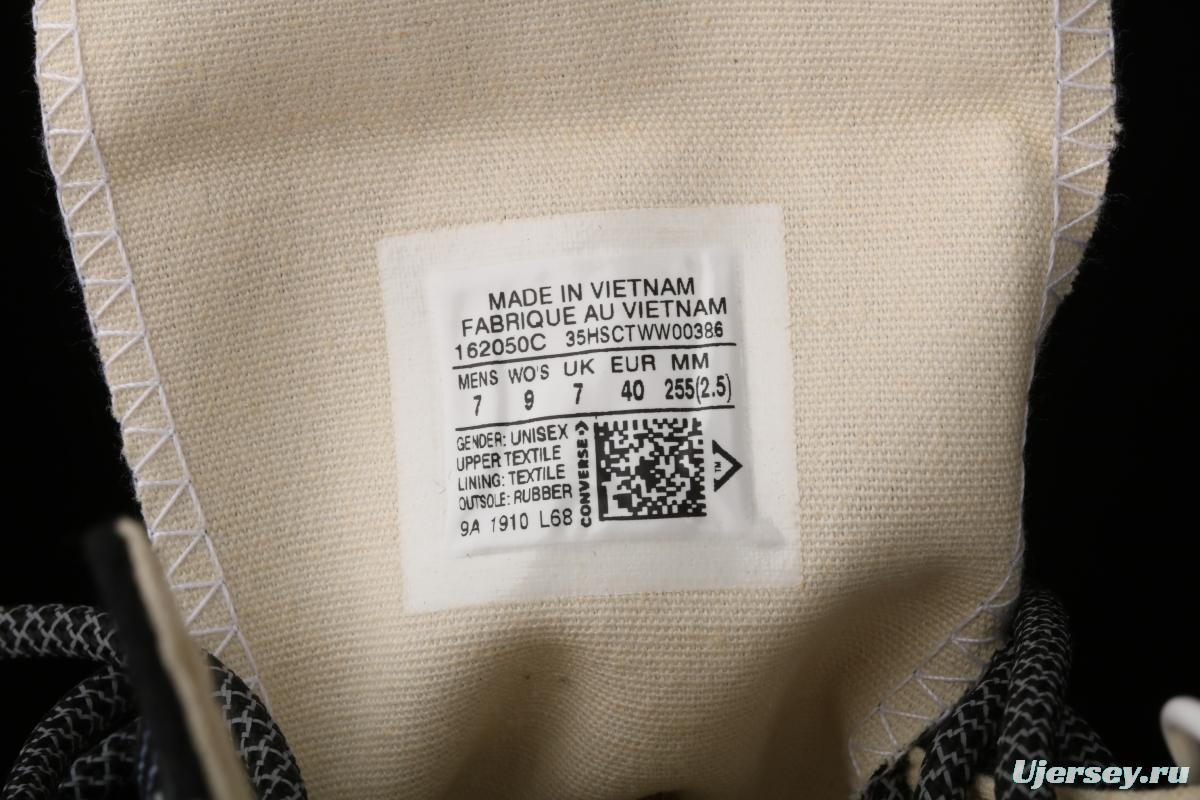 MADE IN VIETNAM
FABRIQUE AU VIETNAM
162050C 35HSCTWW00386
MENS WO'S UK EUR MM
7 9 7 40 255(2.5)
GENDER: UNISEX
UPPER TEXTILE
LINING: TEXTILE
OUTSOLE: RUBBER
9A 1910 L68
CONVERSE
TM
Ujersey.ru